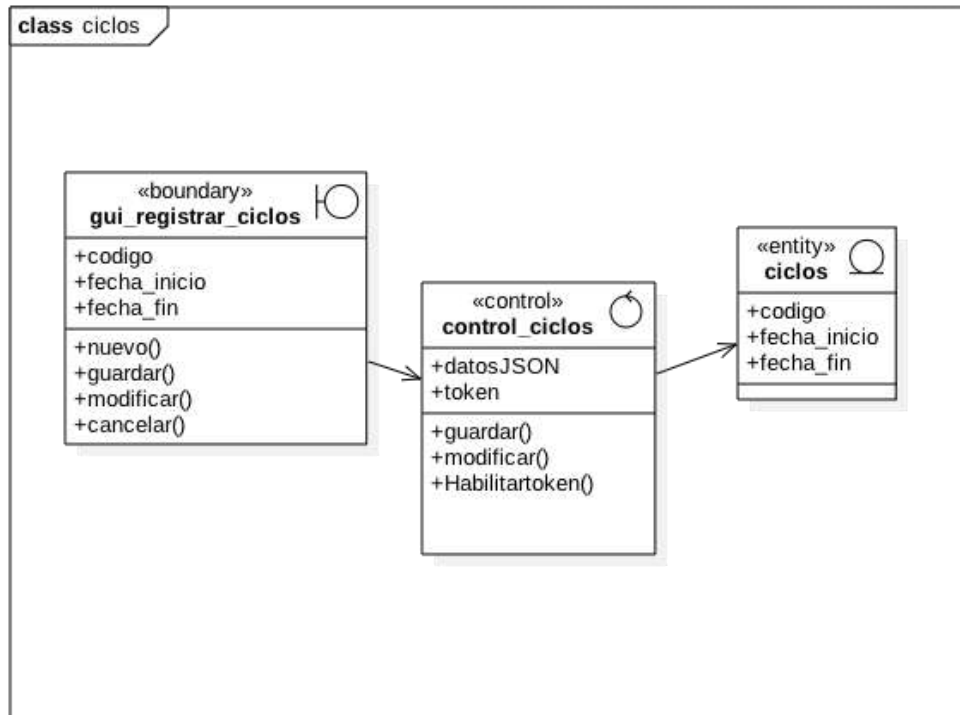 class ciclos
«boundary»
gui_registrar_ciclos
+codigo
+fecha_inicio
+fecha_fin
+nuevo()
+guardar()
+modificar()
+cancelar()
«control»
control_ciclos
+datosJSON
+token
+guardar()
+modificar()
+Habilitartoken()
«entity»
ciclos
+codigo
+fecha_inicio
+fecha_fin